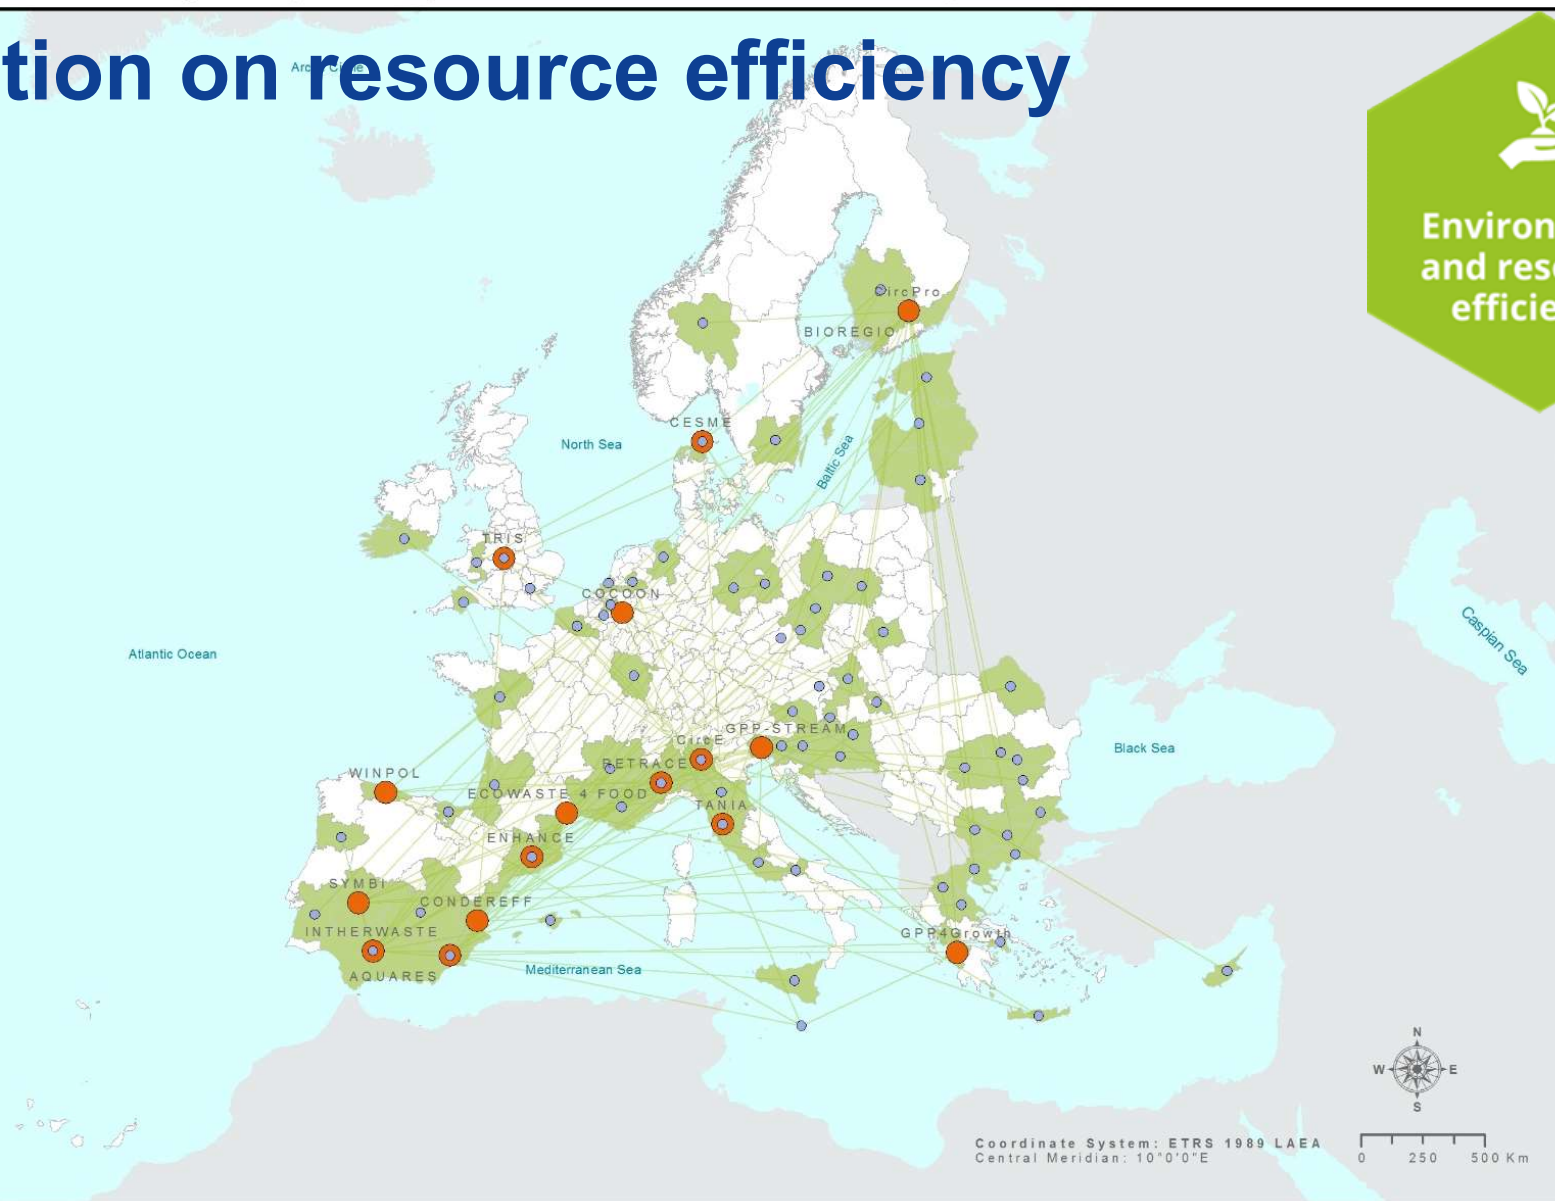 tion on resource efficiency
Environ
and reso
efficie
CircPro
BIOREGIO
CESME
North Sea
Baltic Sea
TRIS
COCOON
Caspian Sea
Atlantic Ocean
GPP-STREAM
CircE
Black Sea
RETRACE
WINPOL
ECOWASTE 4 FOOD
TANIA
ENHANCE
SYMBI
CONDEREFF
INTHERWASTE
GPP4Growth
AQUARES
Mediterranean Sea
N
W E
S
Coordinate System: ETRS 1989 LAEA
Central Meridian: 10°0'0"E
0 250 500 Km